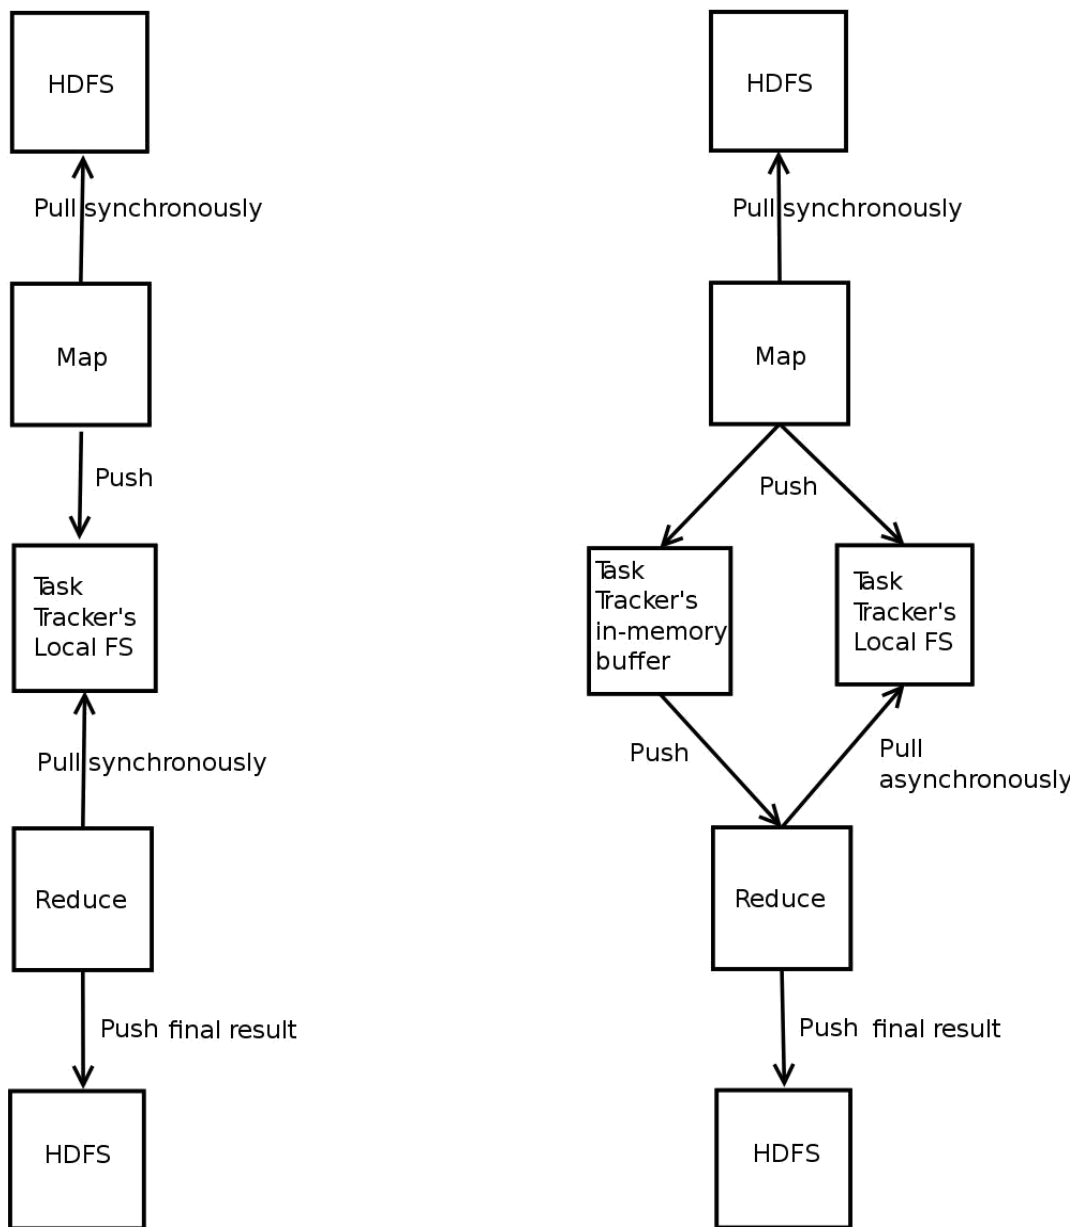 HDFS
Pull synchronously
Map
Push
Task
Tracker's
Local FS
Pull synchronously
Reduce
Push final result
HDFS
HDFS
Pull synchronously
Map
Push
Task
Tracker's
in-memory
buffer
Task
Tracker's
Local FS
Push
Pull
asynchronously
Reduce
Push final result
HDFS